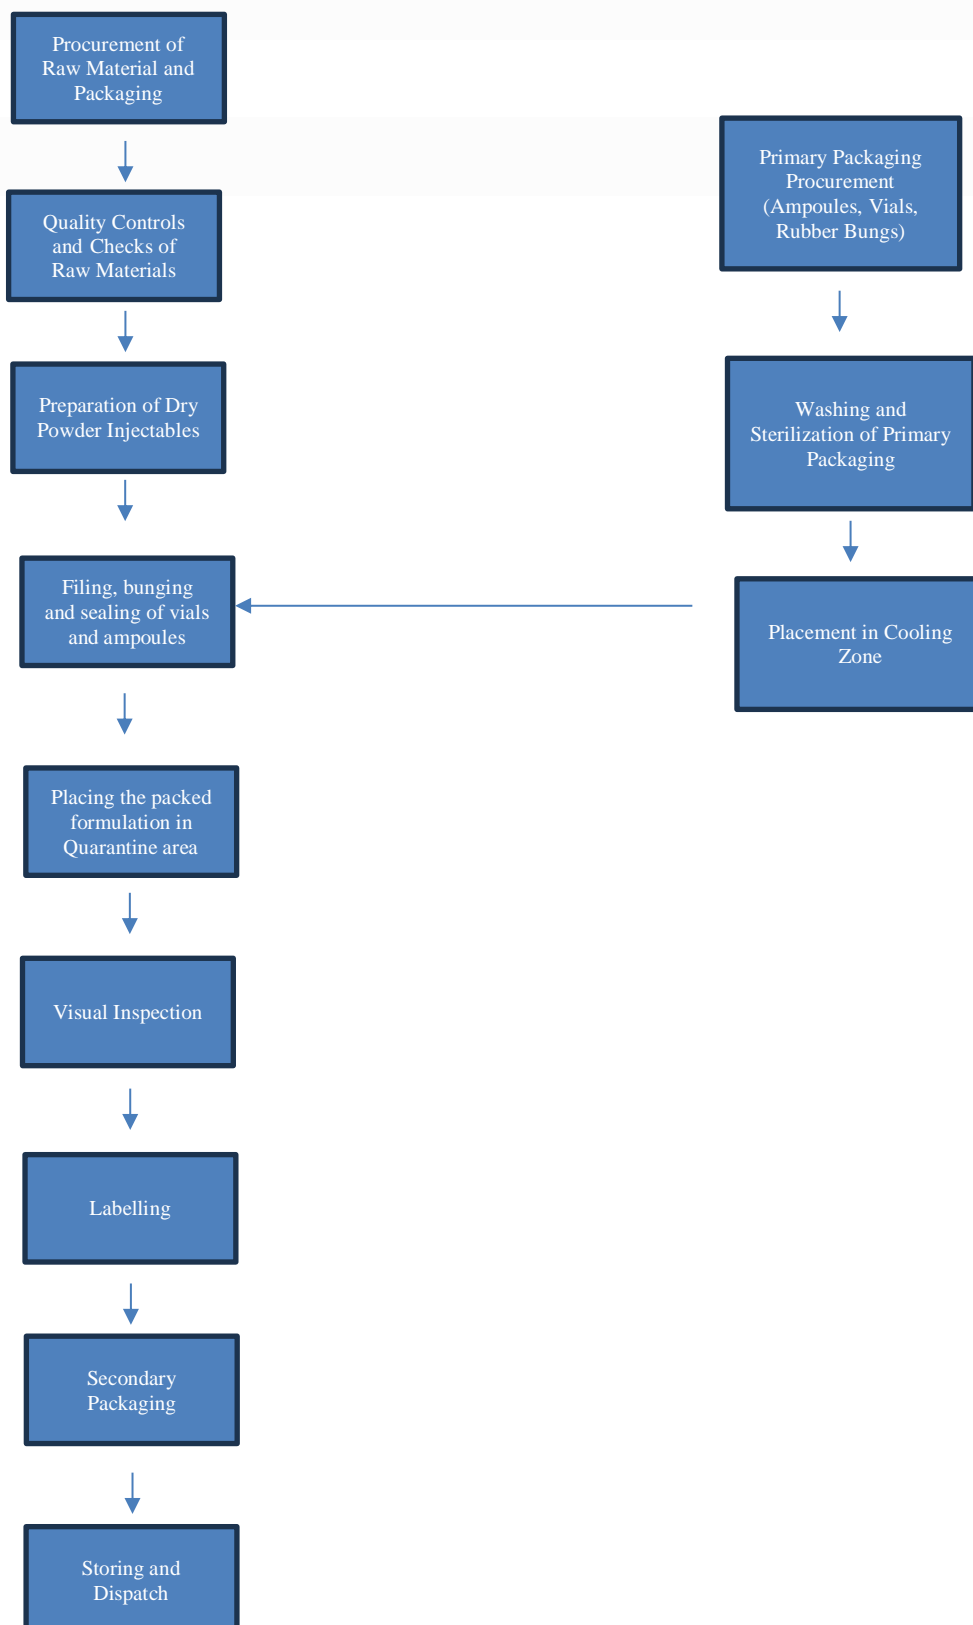 Procurement of
Raw Material and
Packaging
Quality Controls
and Checks of
Raw Materials
Preparation of Dry
Powder Injectables
Filing, bunging
and sealing of vials
and ampoules
Placing the packed
formulation in
Quarantine area
Visual Inspection
Labelling
Secondary
Packaging
Storing and
Dispatch
Primary Packaging
Procurement
(Ampoules, Vials,
Rubber Bungs)
Washing and
Sterilization of Primary
Packaging
Placement in Cooling
Zone